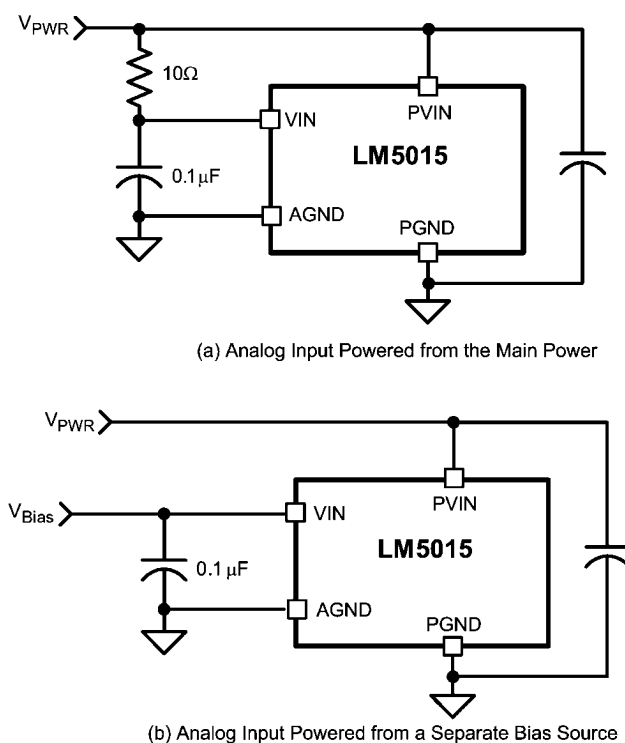 VPWR
10Ω
VIN
PVIN
LM5015
0.1µF
AGND
PGND
(a) Analog Input Powered from the Main Power
VPWR
PVIN
VBias
VIN
LM5015
0.1 µF
AGND
PGND
(b) Analog Input Powered from a Separate Bias Source